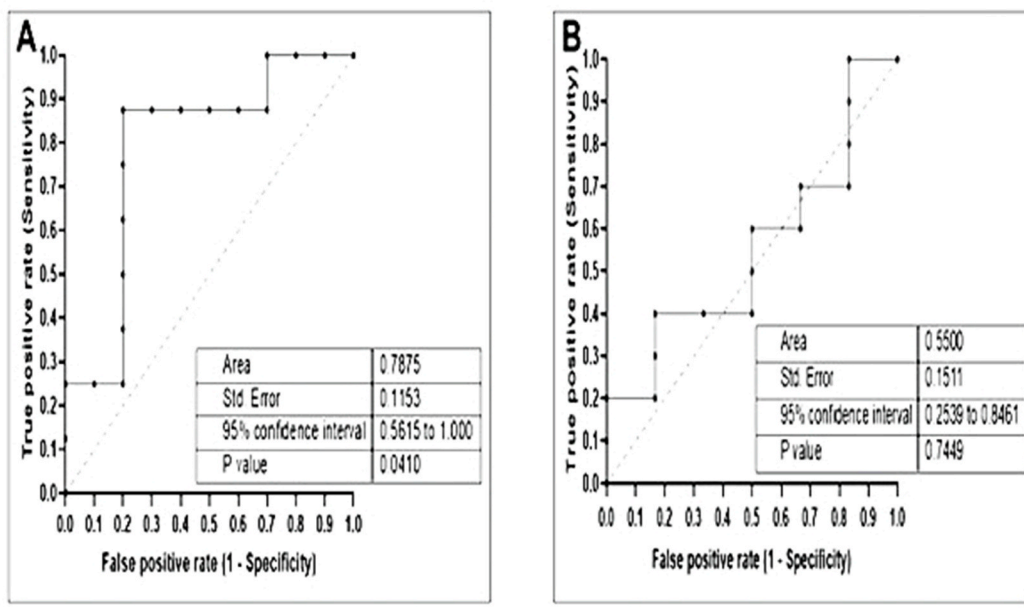 A
True positive rate (Sensitivity)
1.0
0.9
0.8
0.7
0.6
0.5
0.4
0.3
0.2
0.1
0.0
Area 0.7875
Std. Error 0.1153
95% confidence interval 0.5615 to 1.000
P value 0.0410
0.0 0.1 0.2 0.3 0.4 0.5 0.6 0.7 0.8 0.9 1.0
False positive rate (1 - Specificity)
B
True positive rate (Sensitivity)
1.0
0.9
0.8
0.7
0.6
0.5
0.4
0.3
0.2
0.1
0.0
Area 0.5500
Std. Error 0.1511
95% confidence interval 0.2539 to 0.8461
P value 0.7449
0.0 0.1 0.2 0.3 0.4 0.5 0.6 0.7 0.8 0.9 1.0
False positive rate (1 - Specificity)